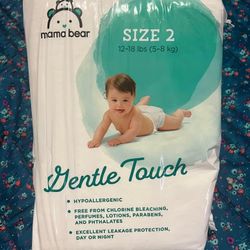 mama bear
SIZE 2
12-18 lbs (5-8 kg)
Gentle Touch
• HYPOALLERGENIC
• FREE FROM CHLORINE BLEACHING,
PERFUMES, LOTIONS, PARABENS,
AND PHTHALATES
• EXCELLENT LEAKAGE PROTECTION,
DAY OR NIGHT